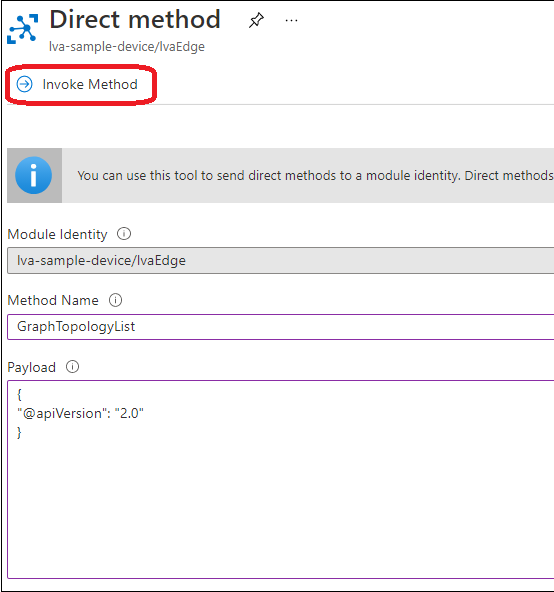 Direct method
lva-sample-device/lvaEdge
Invoke Method
You can use this tool to send direct methods to a module identity. Direct methods
Module Identity
lva-sample-device/lvaEdge
Method Name
GraphTopologyList
Payload
{
"@apiVersion": "2.0"
}